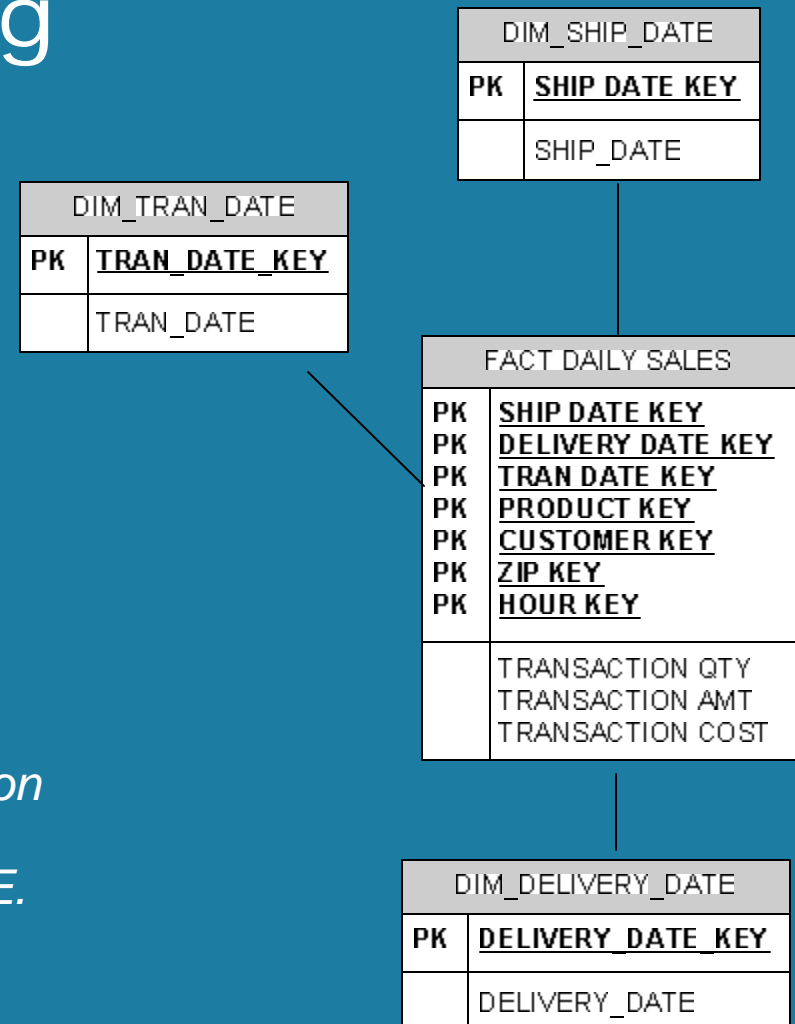 g
DIM_SHIP_DATE
PK SHIP DATE KEY
SHIP_DATE
DIM_TRAN_DATE
PK TRAN_DATE_KEY
TRAN_DATE
FACT DAILY SALES
PK SHIP DATE KEY
PK DELIVERY DATE KEY
PK TRAN DATE KEY
PK PRODUCT KEY
PK CUSTOMER KEY
PK ZIP KEY
PK HOUR KEY
TRANSACTION QTY
TRANSACTION AMT
TRANSACTION COST
on
E.
DIM_DELIVERY_DATE
PK DELIVERY_DATE_KEY
DELIVERY_DATE